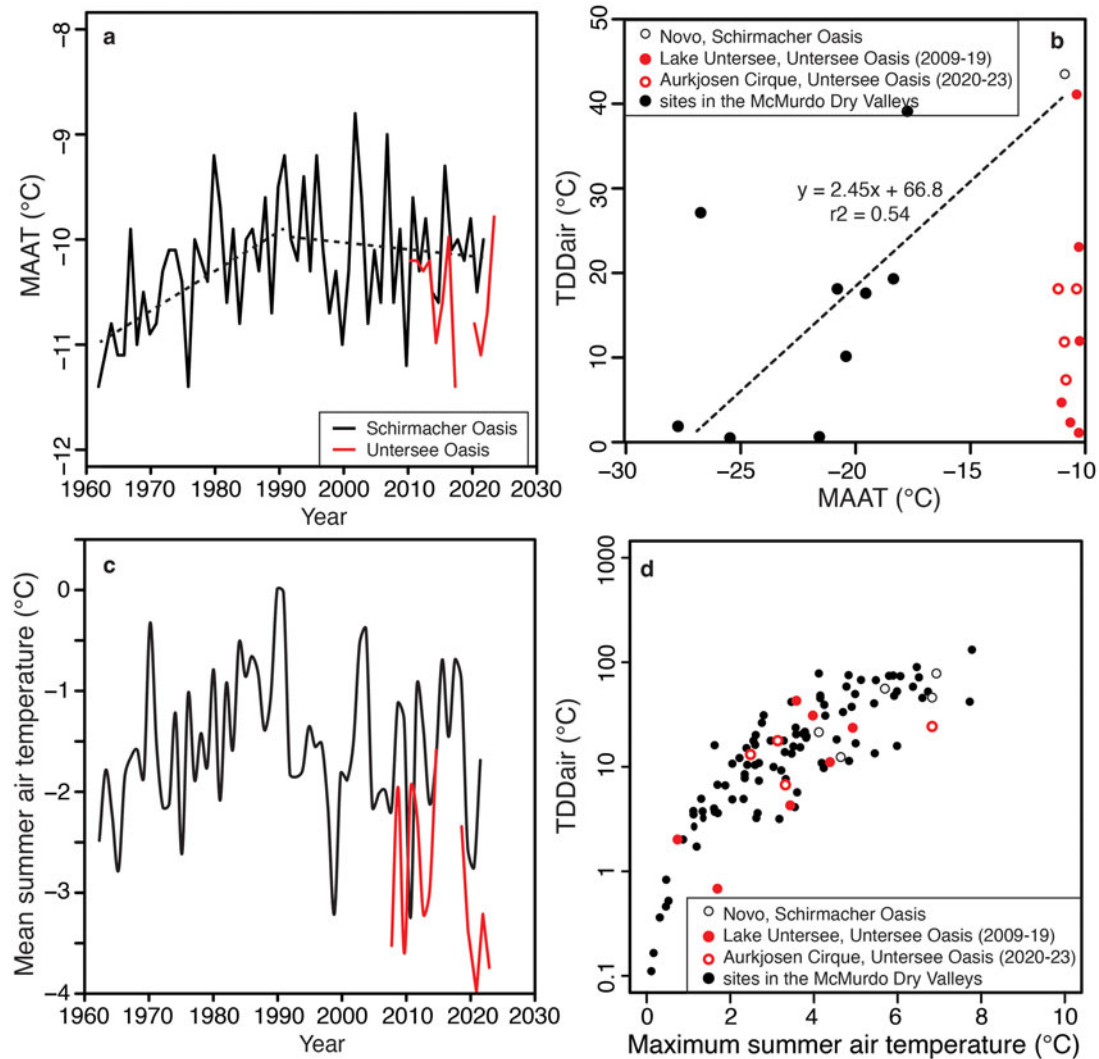 a
−8
−9
−10
−11
−12
MAAT (°C)
1960 1970 1980 1990 2000 2010 2020 2030
Year
Schirmacher Oasis
Untersee Oasis
b
Novo, Schirmacher Oasis
Lake Untersee, Untersee Oasis (2009-19)
Aurkjosen Cirque, Untersee Oasis (2020-23)
sites in the McMurdo Dry Valleys
y = 2.45x + 66.8
r2 = 0.54
50
40
30
20
10
0
TDDair (°C)
−30 −25 −20 −15 −10
MAAT (°C)
c
0
−1
−2
−3
−4
Mean summer air temperature (°C)
1960 1970 1980 1990 2000 2010 2020 2030
Year
d
1000
100
10
1
0.1
TDDair (°C)
Novo, Schirmacher Oasis
Lake Untersee, Untersee Oasis (2009-19)
Aurkjosen Cirque, Untersee Oasis (2020-23)
sites in the McMurdo Dry Valleys
0 2 4 6 8 10
Maximum summer air temperature (°C)